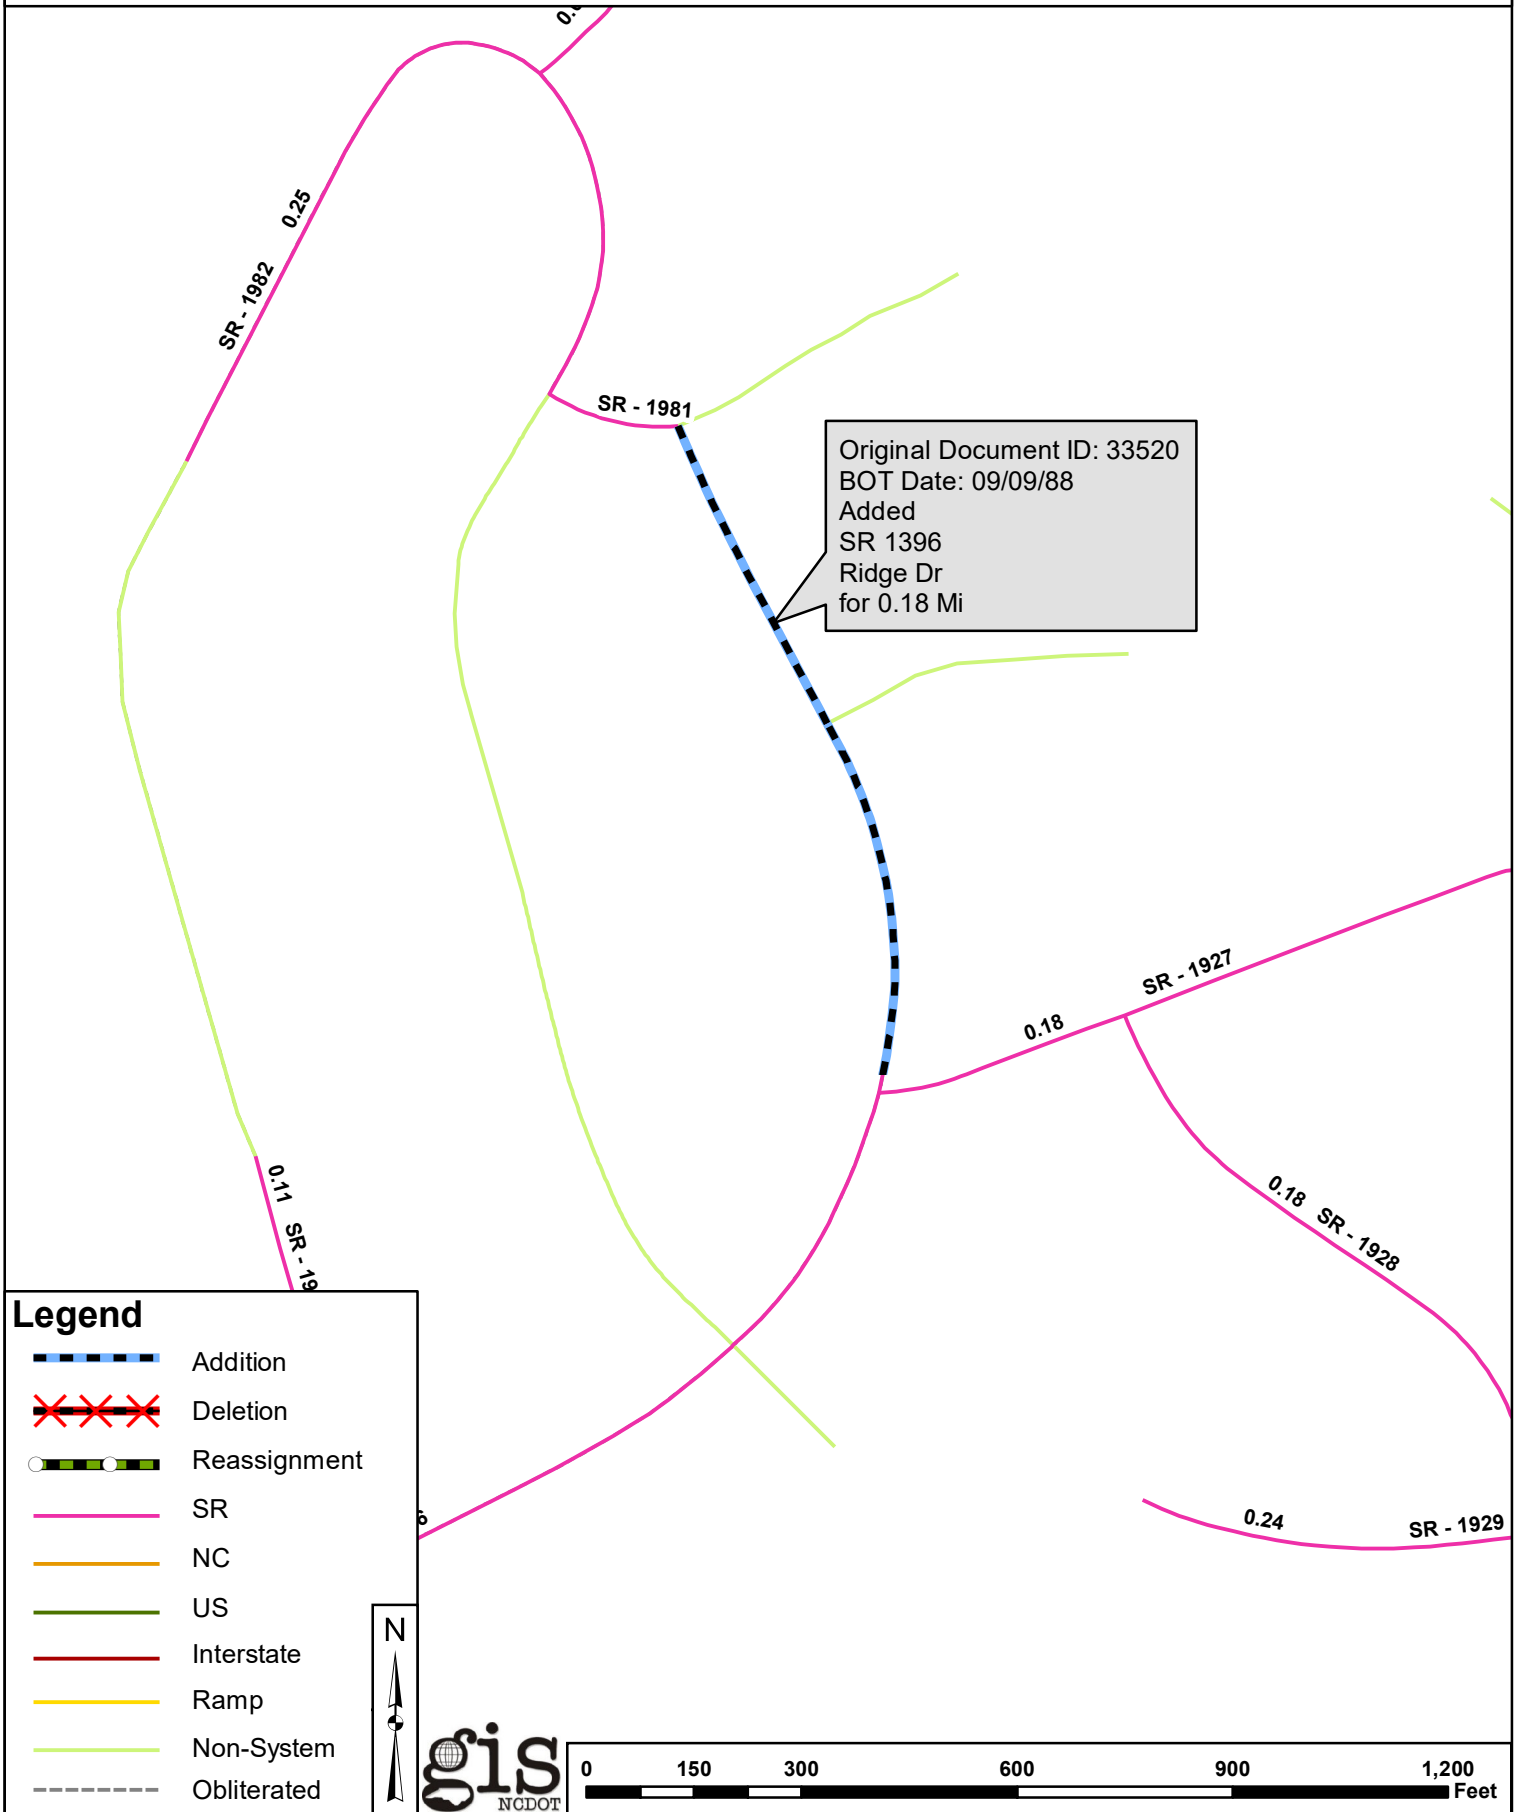 0.25
SR - 1982
SR - 1981
Original Document ID: 33520
BOT Date: 09/09/88
Added
SR 1396
Ridge Dr
for 0.18 Mi
SR - 1927
0.18
0.18 SR - 1928
0.11 SR - 19
0.24
SR - 1929
Legend
Addition
Deletion
Reassignment
SR
NC
US
Interstate
Ramp
Non-System
Obliterated
N
gis
NCDOT
0 150 300 600 900 1,200
Feet